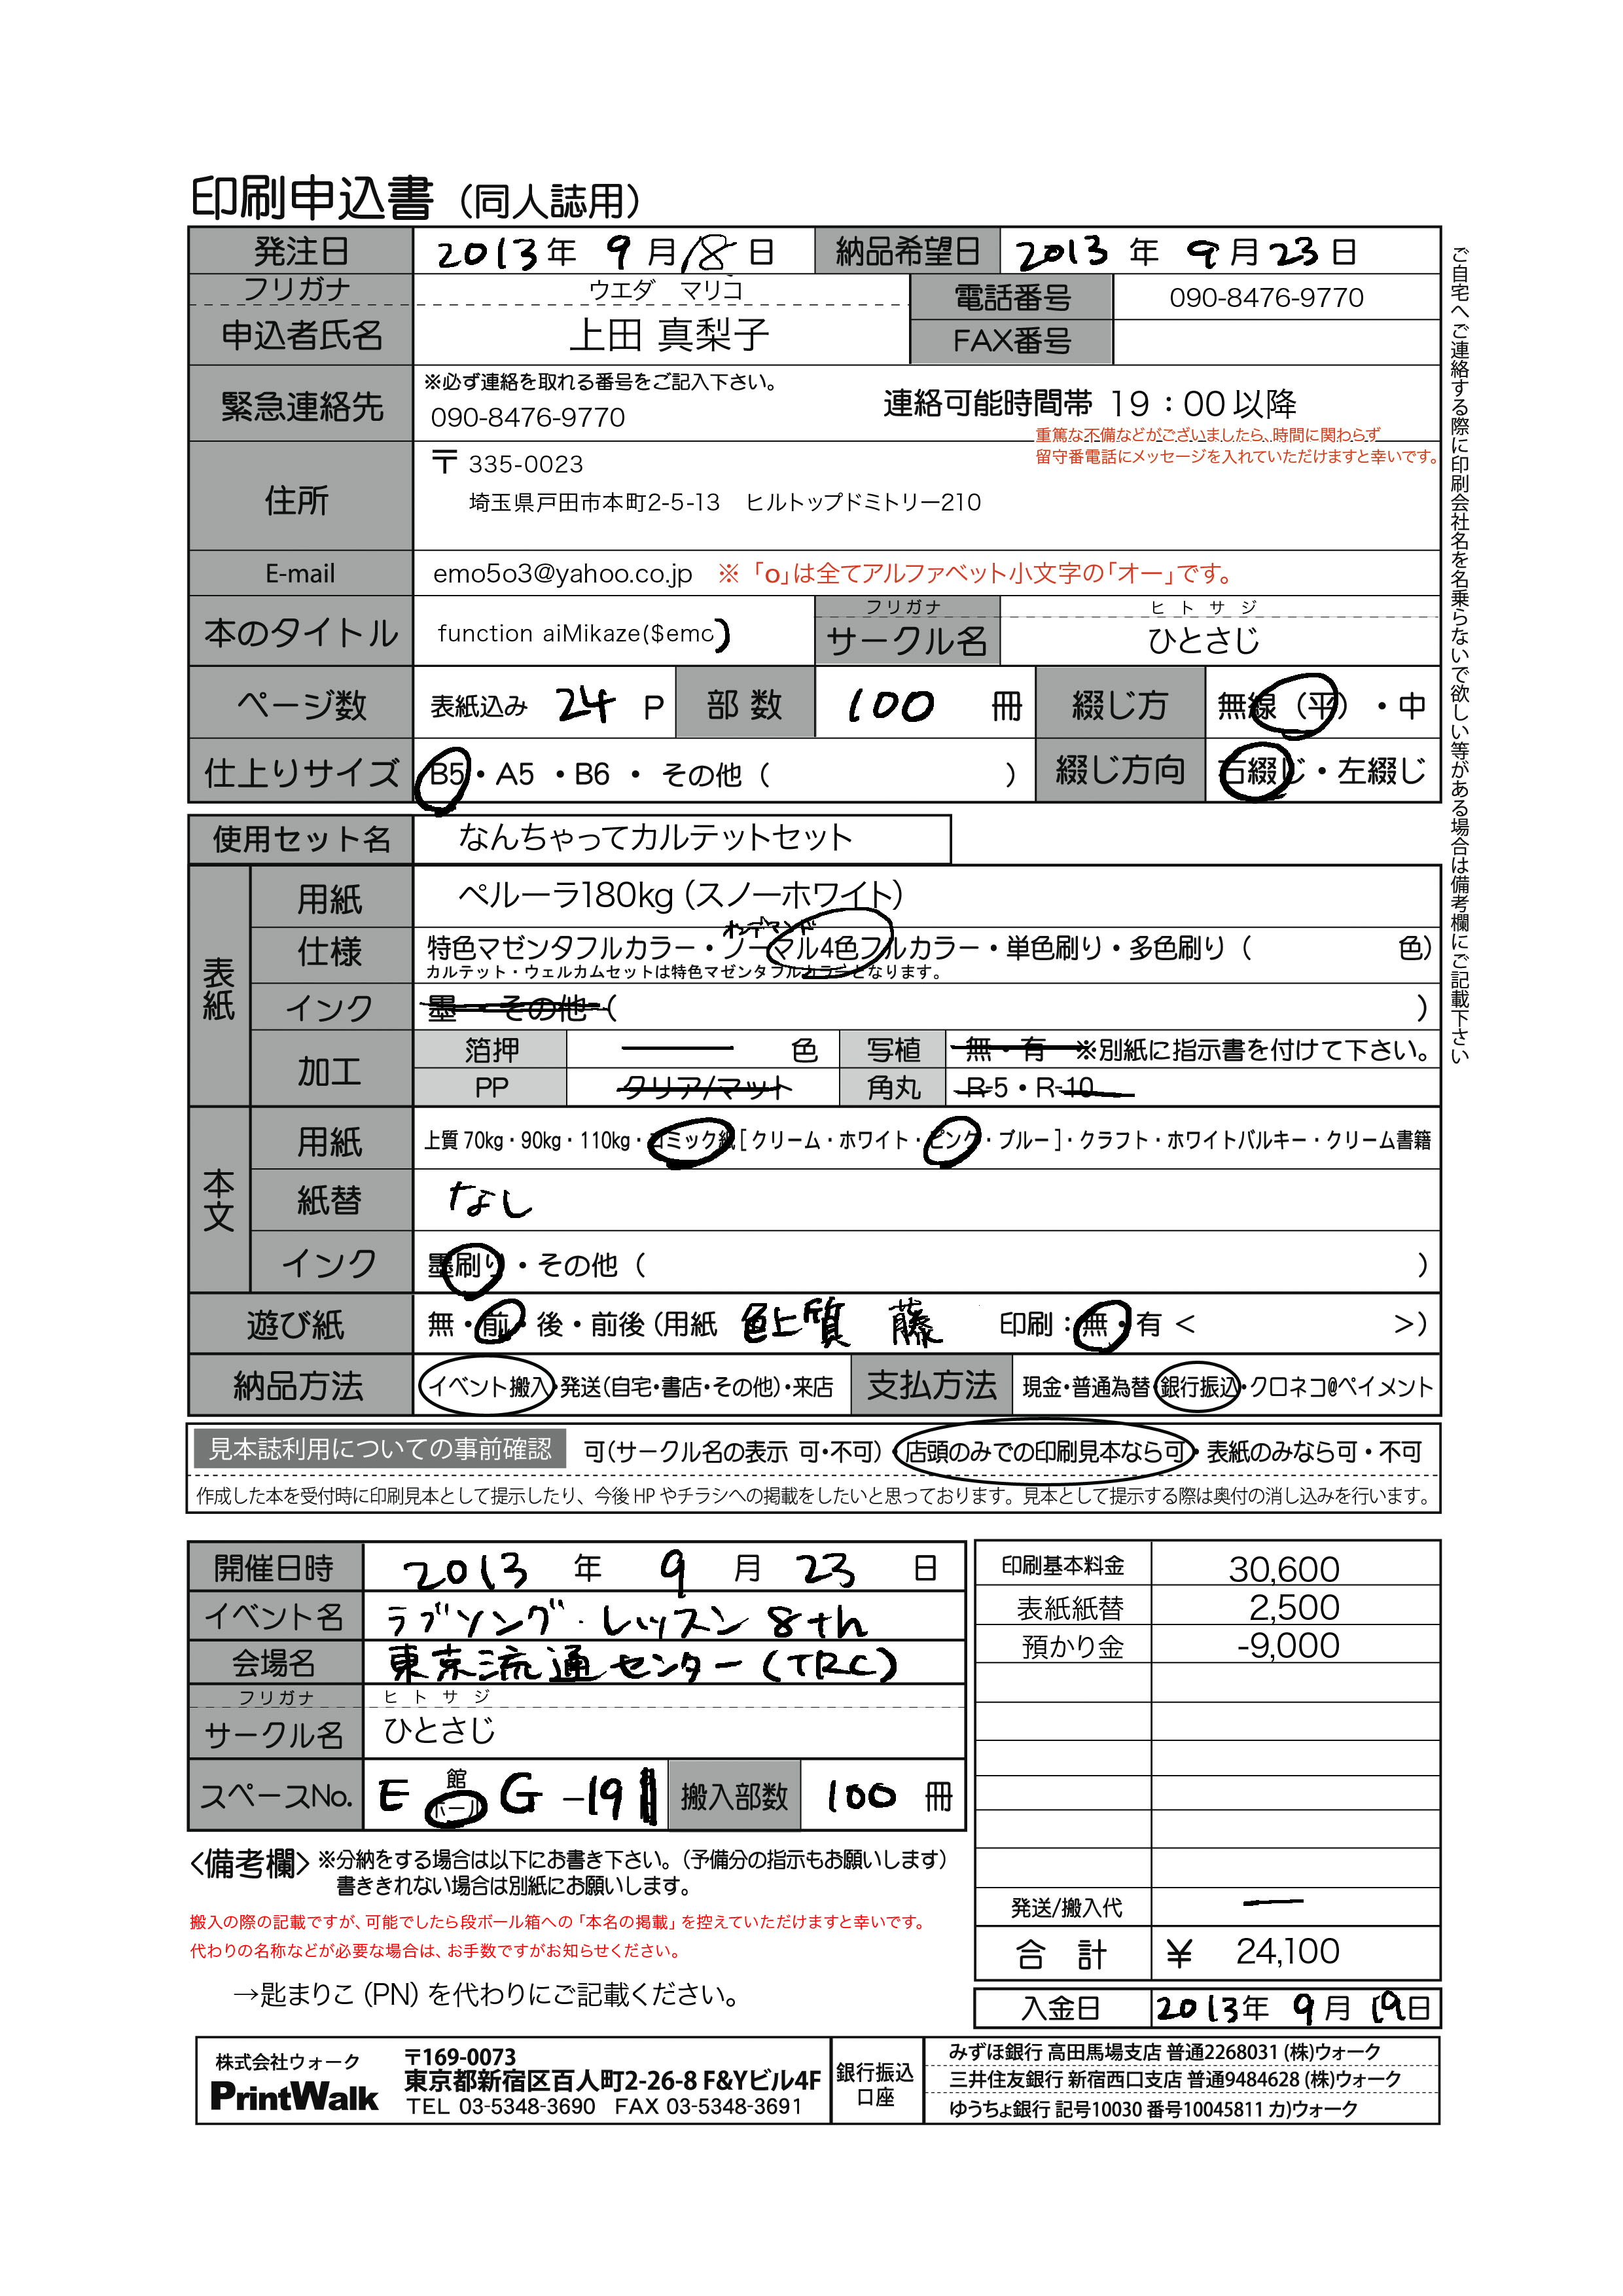 印刷申込書（同人誌用）
発注日 2013年 9月18日 納品希望日 2013年 9月23日
フリガナ ウエダ マリコ 電話番号 090-8476-9770
申込者氏名 上田 真梨子 FAX番号
緊急連絡先 ※必ず連絡を取れる番号をご記入下さい。
090-8476-9770 連絡可能時間帯 19：00以降
重篤な不備などがございましたら、時間に関わらず
留守番電話にメッセージを入れていただけますと幸いです。
住所 〒 335-0023
埼玉県戸田市本町2-5-13 ヒルトップドミトリー210
E-mail emo5o3@yahoo.co.jp ※「o」は全てアルファベット小文字の「オー」です。
本のタイトル function aiMikaze($emo) フリガナ ヒトサジ
サークル名 ひとさじ
ページ数 表紙込み 24 P 部数 100 冊 綴じ方 無線（平）・中
仕上りサイズ B5・A5・B6・その他（ ） 綴じ方向 右綴じ・左綴じ
ご自宅へご連絡する際に印刷会社名を名乗らないで欲しい等がある場合は備考欄にご記載下さい
使用セット名 なんちゃってカルテットセット
表紙 用紙 ペルーラ180kg（スノーホワイト）
オンデマンド
仕様 特色マゼンタフルカラー・ノーマル4色フルカラー・単色刷り・多色刷り（ 色）
カルテット・ウェルカムセットは特色マゼンタフルカラーとなります。
インク 墨・その他（ ）
加工 箔押 色 写植 無・有 ※別紙に指示書を付けて下さい。
PP クリア/マット 角丸 R-5・R-10
本文 用紙 上質 70kg・90kg・110kg・コミック紙［クリーム・ホワイト・ピンク・ブルー］・クラフト・ホワイトバルキー・クリーム書籍
紙替 なし
インク 墨刷り・その他（ ）
遊び紙 無・前・後・前後（用紙 色上質 藤 印刷：無・有 < >）
納品方法 イベント搬入・発送（自宅・書店・その他）・来店 支払方法 現金・普通為替・銀行振込・クロネコ@ペイメント
見本誌利用についての事前確認 可（サークル名の表示 可・不可）・店頭のみでの印刷見本なら可・表紙のみなら可・不可
作成した本を受付時に印刷見本として提示したり、今後 HP やチラシへの掲載をしたいと思っております。見本として提示する際は奥付の消し込みを行います。
開催日時 2013 年 9 月 23 日
イベント名 ラブソング・レッスン 8th
会場名 東京流通センター（TRC）
フリガナ ヒトサジ
サークル名 ひとさじ
スペースNo. E 館 ホール G -19 搬入部数 100 冊
印刷基本料金 30,600
表紙紙替 2,500
預かり金 -9,000
発送/搬入代 ―
合計 ¥ 24,100
入金日 2013年 9月 19日
<備考欄> ※分納をする場合は以下にお書き下さい。（予備分の指示もお願いします）
書ききれない場合は別紙にお願いします。
搬入の際の記載ですが、可能でしたら段ボール箱への「本名の掲載」を控えていただけますと幸いです。
代わりの名称などが必要な場合は、お手数ですがお知らせください。
→匙まりこ（PN）を代わりにご記載ください。
株式会社ウォーク
PrintWalk
〒169-0073
東京都新宿区百人町2-26-8 F&Yビル4F
TEL 03-5348-3690 FAX 03-5348-3691
銀行振込口座
みずほ銀行 高田馬場支店 普通2268031 (株)ウォーク
三井住友銀行 新宿西口支店 普通9484628 (株)ウォーク
ゆうちょ銀行 記号10030 番号10045811 カ)ウォーク